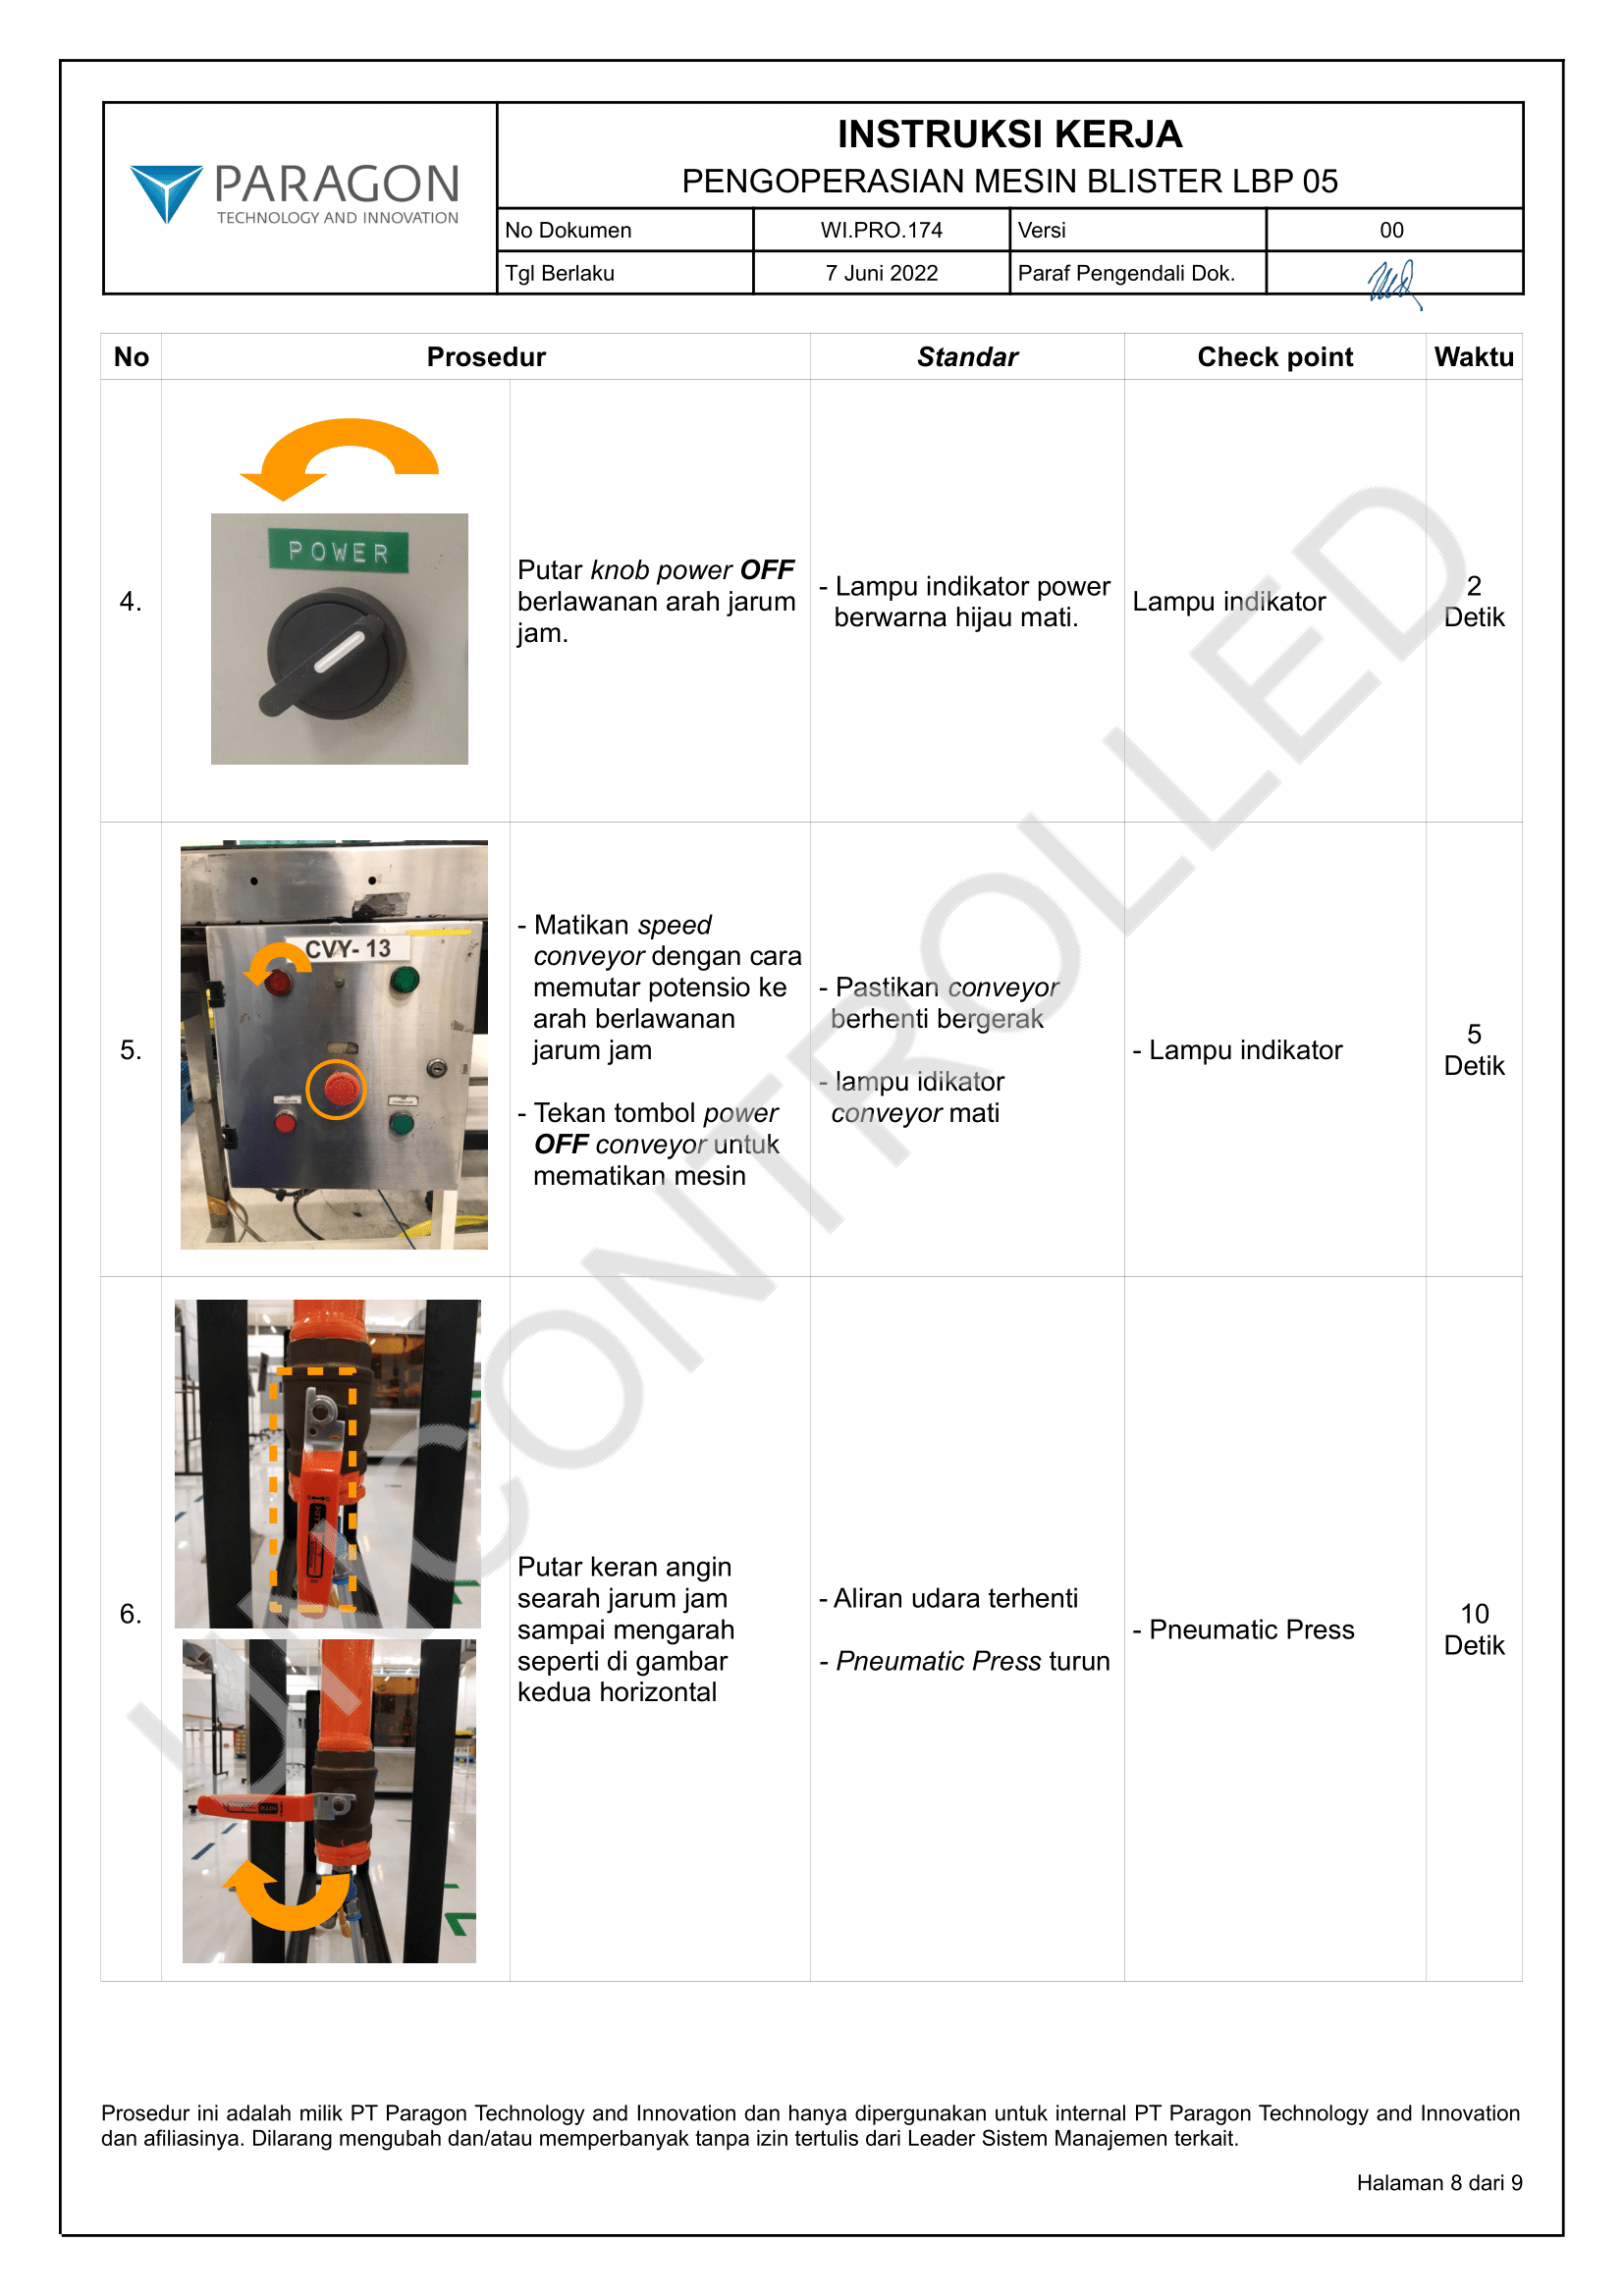 PARAGON
TECHNOLOGY AND INNOVATION
INSTRUKSI KERJA
PENGOPERASIAN MESIN BLISTER LBP 05
No Dokumen WI.PRO.174 Versi 00
Tgl Berlaku 7 Juni 2022 Paraf Pengendali Dok.
No Prosedur Standar Check point Waktu
4.
POWER
Putar knob power OFF
berlawanan arah jarum
jam.
- Lampu indikator power
berwarna hijau mati.
Lampu indikator
2
Detik
5.
CVY- 13
- Matikan speed
conveyor dengan cara
memutar potensio ke
arah berlawanan
jarum jam
- Tekan tombol power
OFF conveyor untuk
mematikan mesin
- Pastikan conveyor
berhenti bergerak
- lampu idikator
conveyor mati
- Lampu indikator
5
Detik
6.
Putar keran angin
searah jarum jam
sampai mengarah
seperti di gambar
kedua horizontal
- Aliran udara terhenti
- Pneumatic Press turun
- Pneumatic Press
10
Detik
UNCONTROLLED
Prosedur ini adalah milik PT Paragon Technology and Innovation dan hanya dipergunakan untuk internal PT Paragon Technology and Innovation
dan afiliasinya. Dilarang mengubah dan/atau memperbanyak tanpa izin tertulis dari Leader Sistem Manajemen terkait.
Halaman 8 dari 9